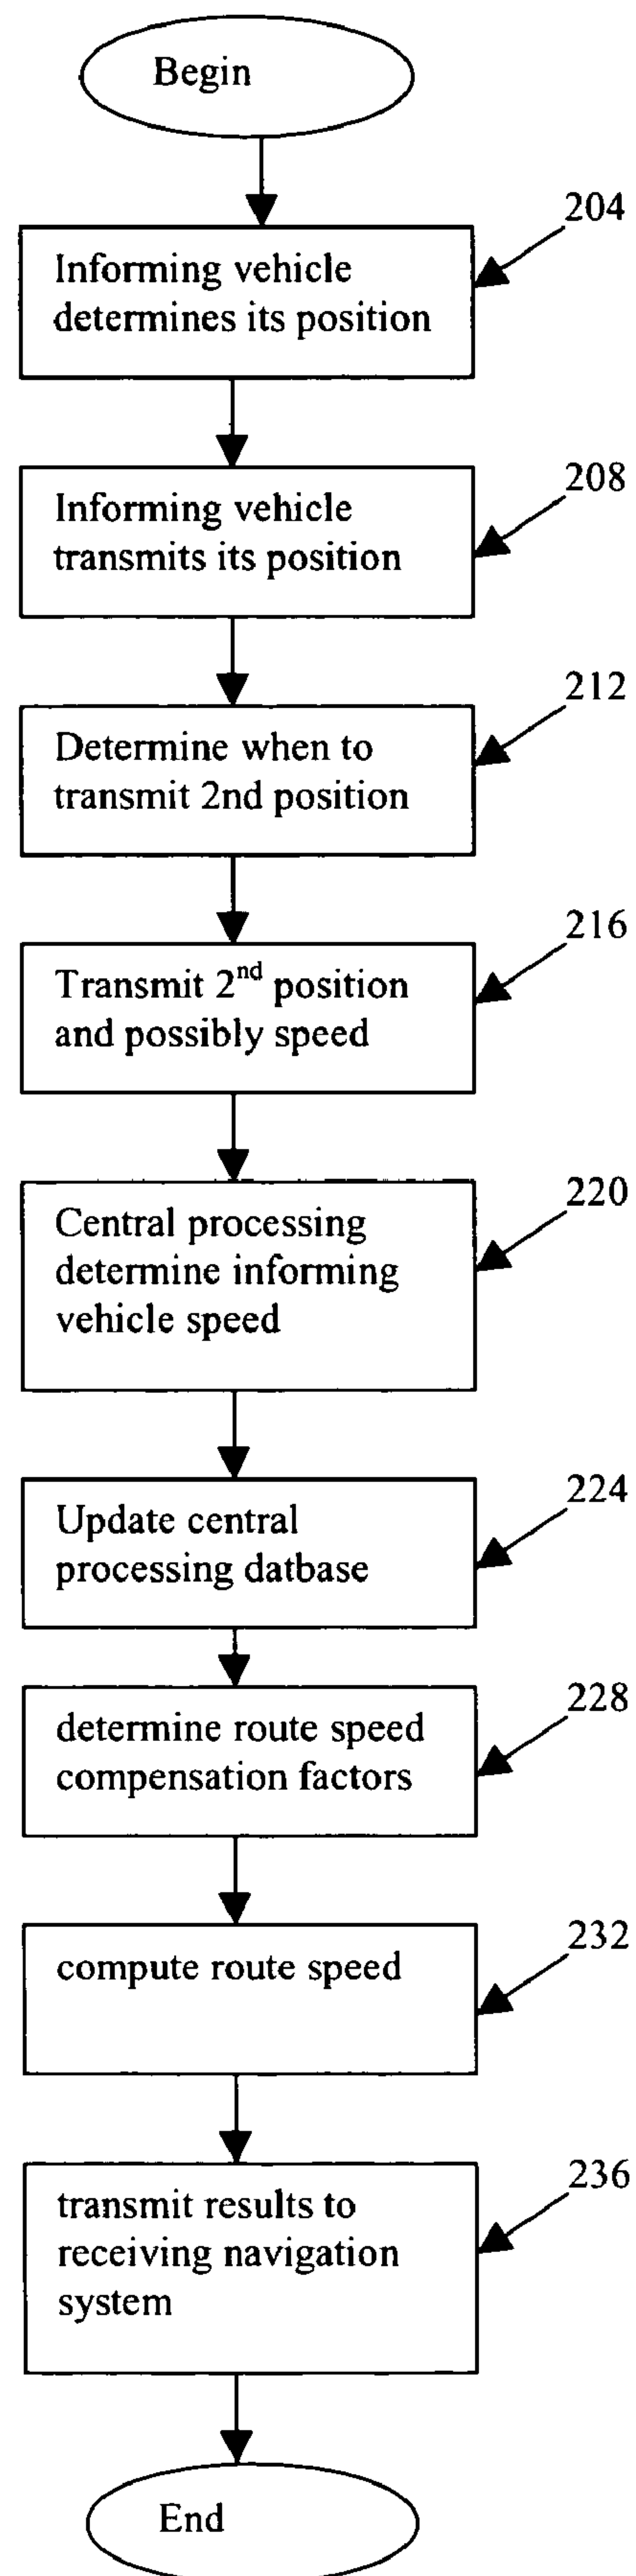 Begin
204
Informing vehicle
determines its position
208
Informing vehicle
transmits its position
212
Determine when to
transmit 2nd position
216
Transmit 2nd position
and possibly speed
220
Central processing
determine informing
vehicle speed
224
Update central
processing datbase
228
determine route speed
compensation factors
232
compute route speed
236
transmit results to
receiving navigation
system
End